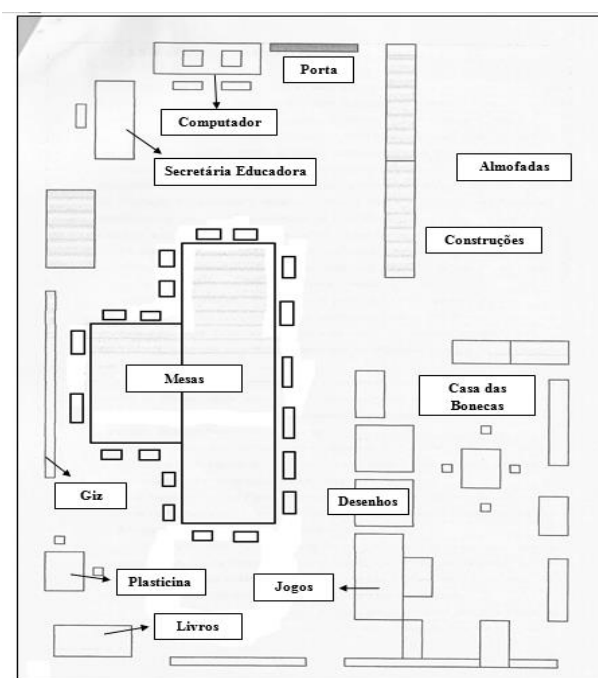 Porta
Computador
Secretária Educadora
Almofadas
Construções
Mesas
Casa das
Bonecas
Giz
Desenhos
Plasticina
Jogos
Livros